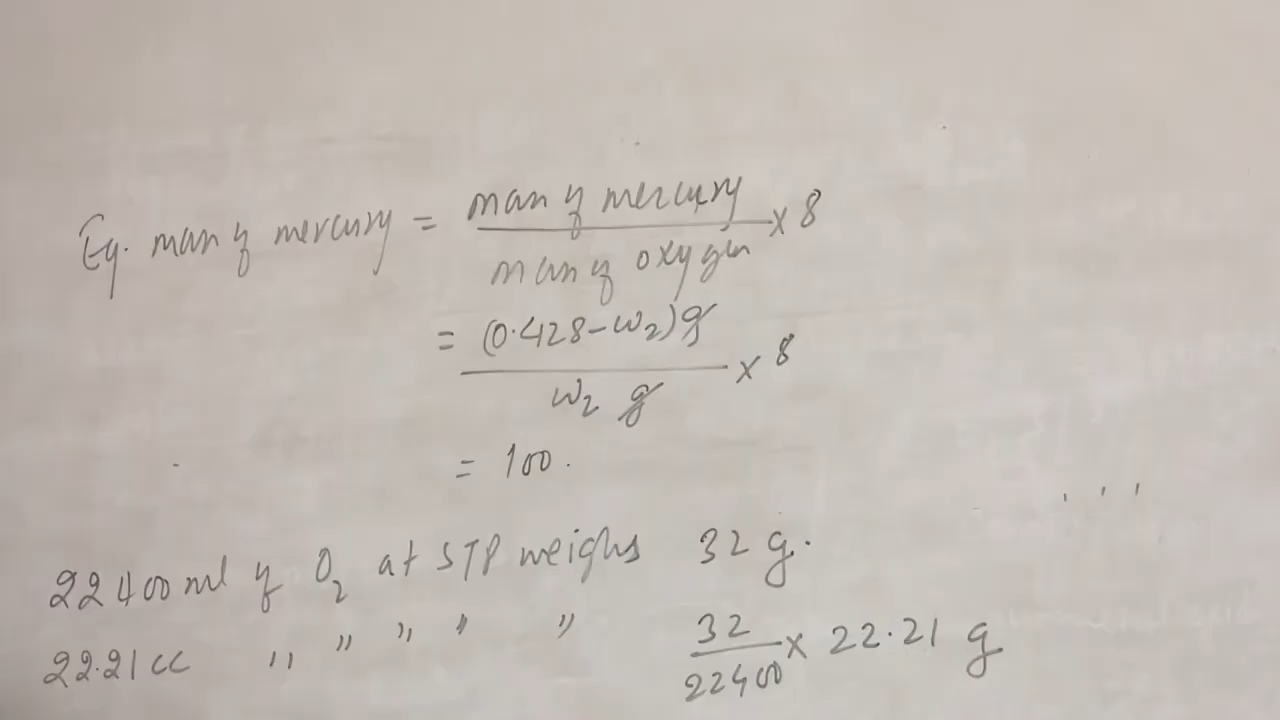 Eq. mass of mercury = mass of mercury / mass of oxygen × 8
= (0.428-w₂)g / w₂ g × 8
= 100.
22400 ml of O₂ at STP weighs 32 g.
22.21 cc " " " " " 32/22400 × 22.21 g